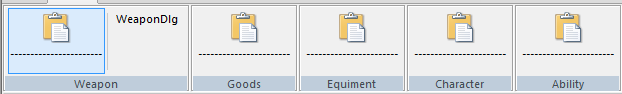 WeaponDlg
Weapon
Goods
Equiment
Character
Ability